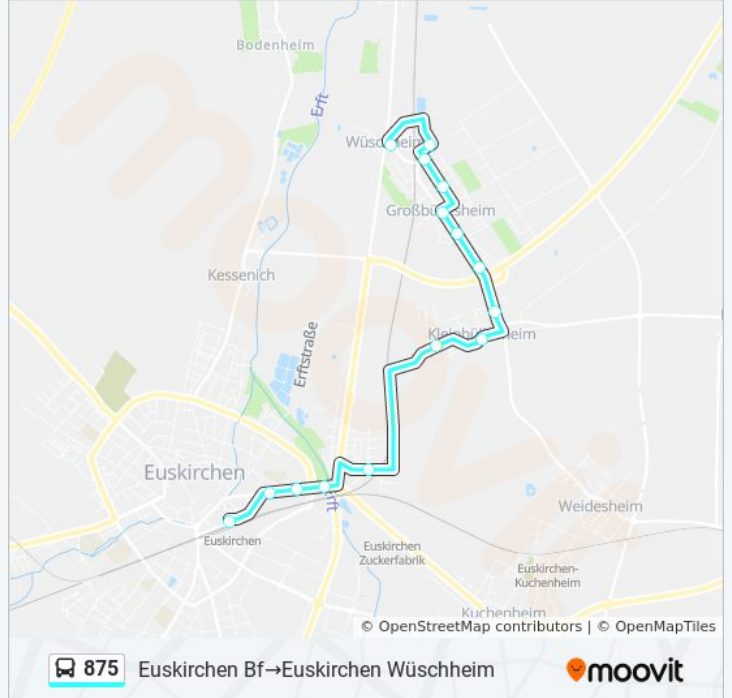 Bodenheim
Erft
Großbüllesheim
Kessenich
Kleinbüllesheim
Erftstraße
Euskirchen
Weidesheim
Erft
Euskirchen
Euskirchen
Zuckerfabrik
Euskirchen-
Kuchenheim
Kuchenheim
© OpenStreetMap contributors | © OpenMapTiles
875 Euskirchen Bf→Euskirchen Wüschheim
moovit
moovit